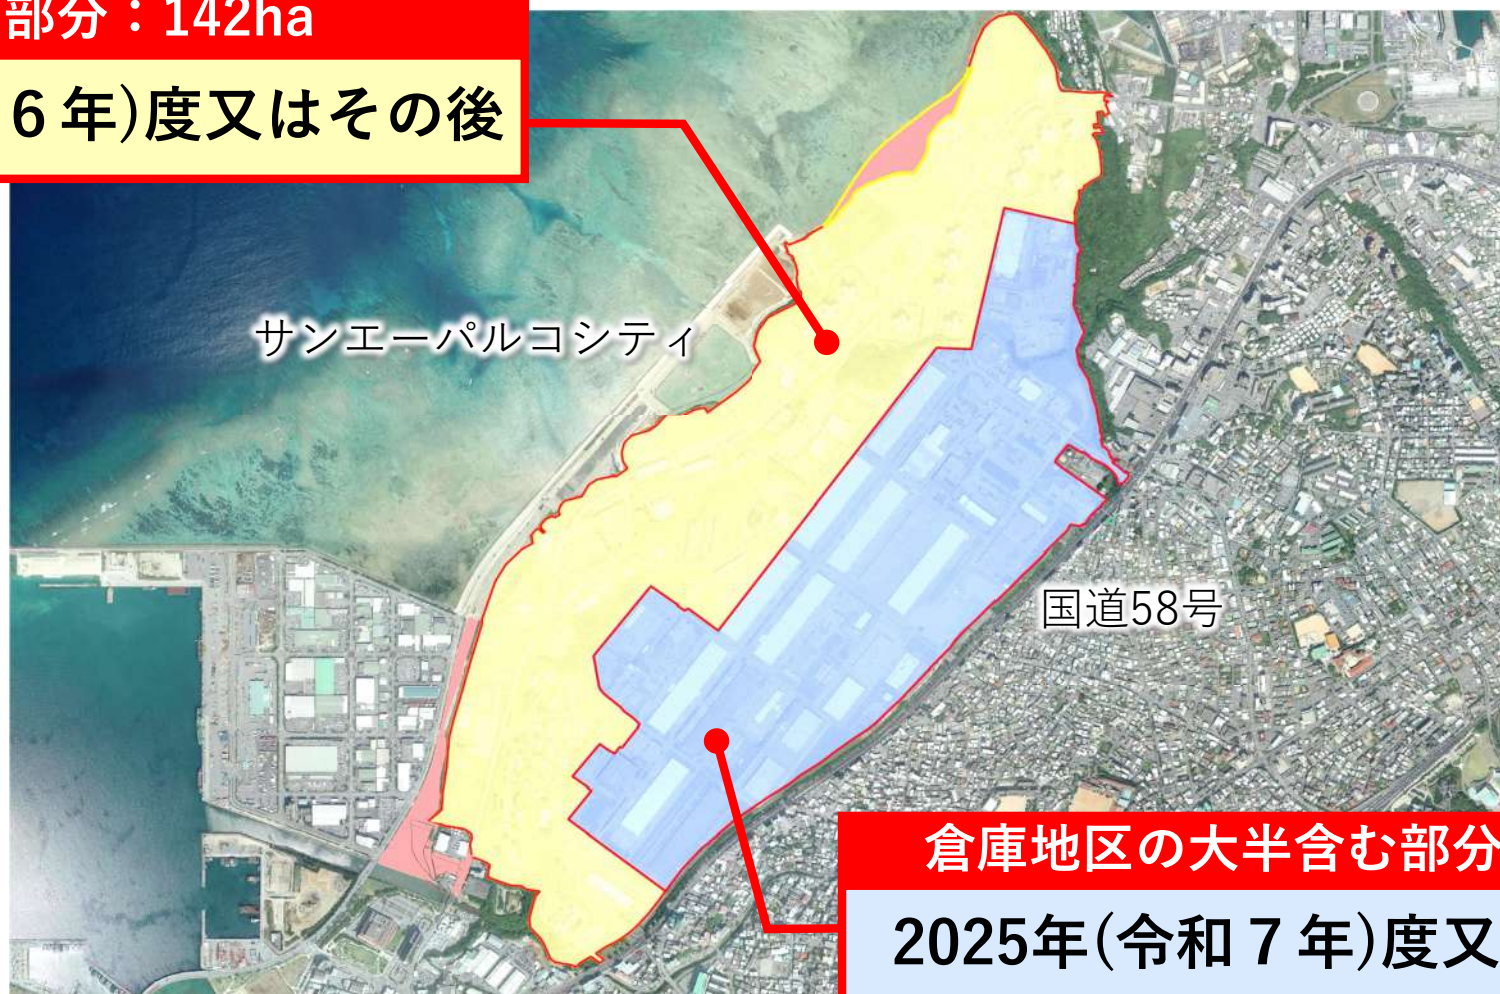 部分：142ha
６年)度又はその後
サンエーパルコシティ
国道58号
倉庫地区の大半含む部分
2025年(令和７年)度又